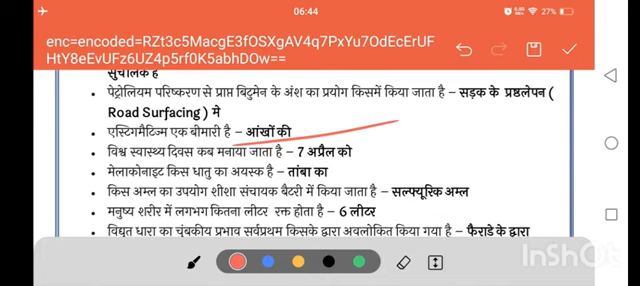 06:44
27%
enc=encoded=RZt3c5MacgE3fOSXgAV4q7PxYu7OdEcErUF
HtY8eEvUFz6UZ4p5rf0K5abhDOw==
सुचालक है
• पेट्रोलियम परिष्करण से प्राप्त बिटुमेन के अंश का प्रयोग किसमें किया जाता है – सड़क के प्रष्ठलेपन (
Road Surfacing ) मे
• एस्टिगमैटिज्म एक बीमारी है – आंखों की
• विश्व स्वास्थ्य दिवस कब मनाया जाता है – 7 अप्रैल को
• मेलाकोनाइट किस धातु का अयस्क है – तांबा का
• किस अम्ल का उपयोग शीशा संचायक बैटरी में किया जाता है – सल्फ्यूरिक अम्ल
• मनुष्य शरीर में लगभग कितना लीटर रक्त होता है – 6 लीटर
• विद्युत धारा का चुंबकीय प्रभाव सर्वप्रथम किसके द्वारा अवलोकित किया गया है – फैराडे के द्वारा
InShOt